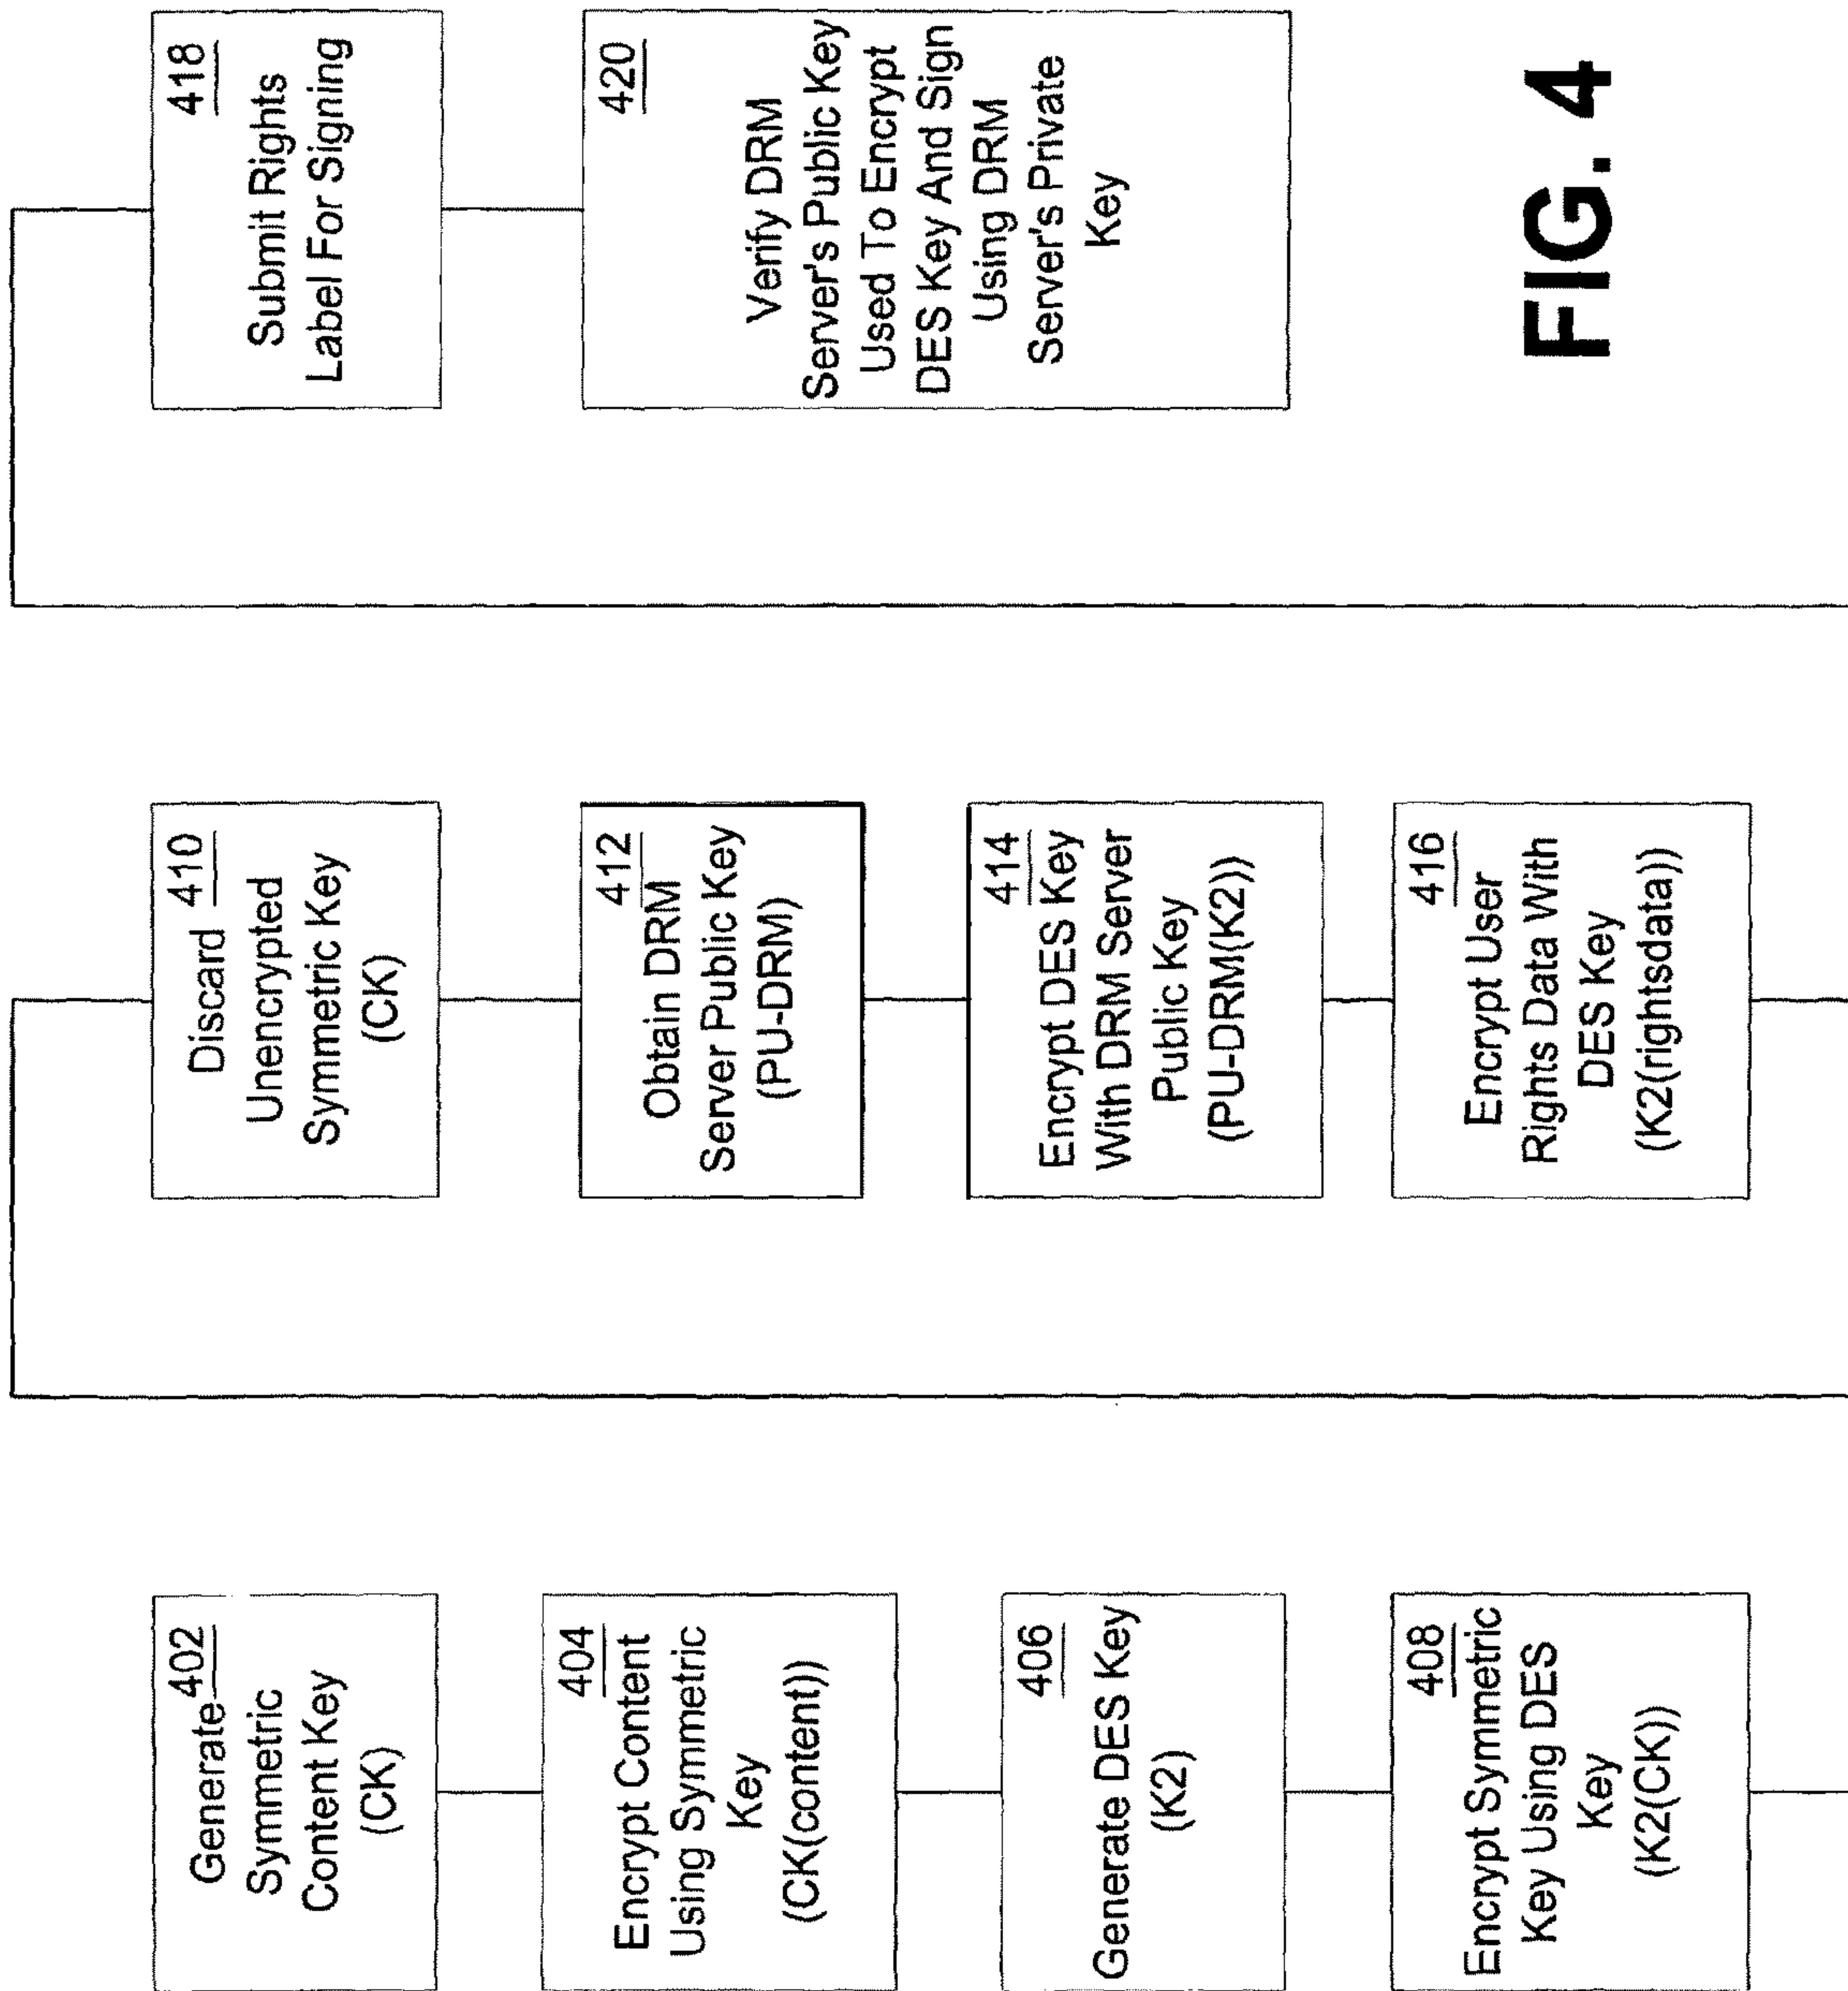 402
Generate
Symmetric
Content Key
(CK)
404
Encrypt Content
Using Symmetric
Key
(CK(content))
406
Generate DES Key
(K2)
408
Encrypt Symmetric
Key Using DES
Key
(K2(CK))
410
Discard
Unencrypted
Symmetric Key
(CK)
412
Obtain DRM
Server Public Key
(PU-DRM)
414
Encrypt DES Key
With DRM Server
Public Key
(PU-DRM(K2))
416
Encrypt User
Rights Data With
DES Key
(K2(rightsdata))
418
Submit Rights
Label For Signing
420
Verify DRM
Server's Public Key
Used To Encrypt
DES Key And Sign
Using DRM
Server's Private
Key
FIG. 4